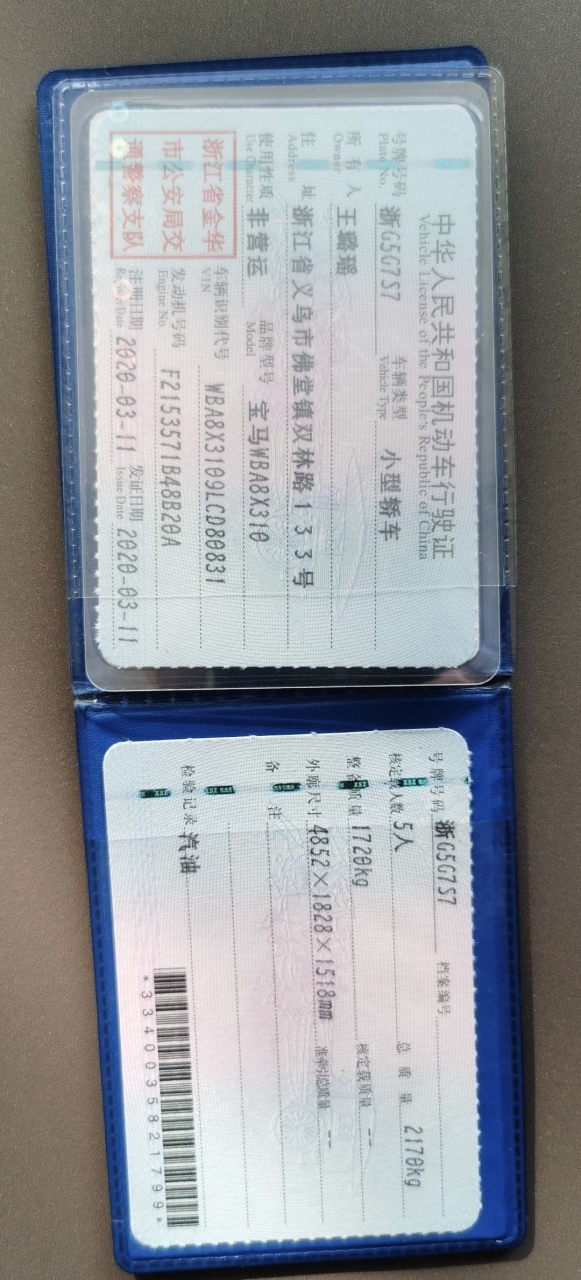 中华人民共和国机动车行驶证
Vehicle License of the People's Republic of China
号牌号码 浙G5G7S7 车辆类型 小型轿车
Plate No. Vehicle Type
所有人 王璐瑶
Owner
住址 浙江省义乌市佛堂镇双林路133号
Address
使用性质 非营运 品牌型号 宝马WBA8X310
Use Character Model
浙江省金华
市公安局交
通警察支队
车辆识别代号 WBA8X3109LCD80831
VIN
发动机号码 F2153571B48B20A
Engine No.
注册日期 2020-03-11 发证日期 2020-03-11
Register Date Issue Date
号牌号码 浙G5G7S7 档案编号
核定载人数 5人 总质量 2170kg
整备质量 1720kg 核定载质量 --
外廓尺寸 4852×1828×1518mm 准牵引总质量 --
备注
检验记录 汽油
*3340035821799*